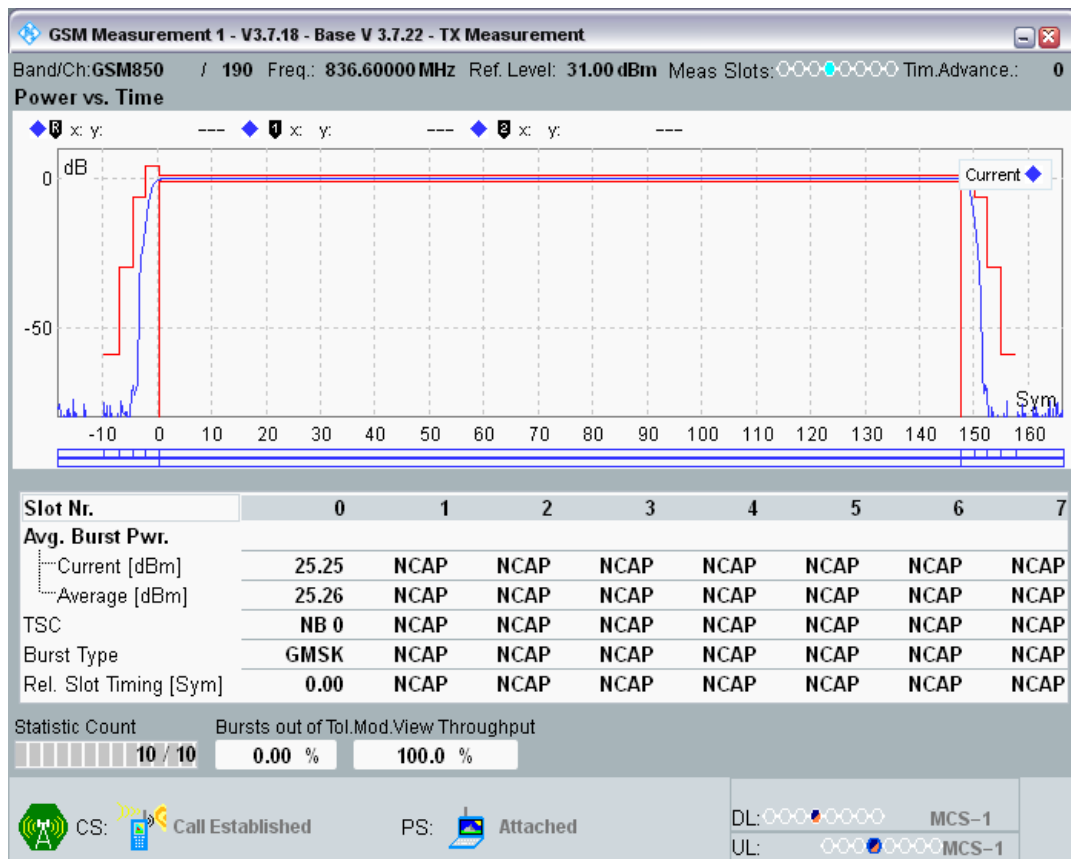 GSM Measurement 1 - V3.7.18 - Base V 3.7.22 - TX Measurement
Band/Ch:GSM850 / 190 Freq.: 836.60000 MHz Ref. Level: 31.00 dBm Meas Slots: Tim.Advance.: 0
Power vs. Time
R x: y: --- 1 x: y: --- 2 x: y: ---
dB
Current
0
-50
Sym
-10 0 10 20 30 40 50 60 70 80 90 100 110 120 130 140 150 160
Slot Nr. 0 1 2 3 4 5 6 7
Avg. Burst Pwr.
Current [dBm] 25.25 NCAP NCAP NCAP NCAP NCAP NCAP NCAP
Average [dBm] 25.26 NCAP NCAP NCAP NCAP NCAP NCAP NCAP
TSC NB 0 NCAP NCAP NCAP NCAP NCAP NCAP NCAP
Burst Type GMSK NCAP NCAP NCAP NCAP NCAP NCAP NCAP
Rel. Slot Timing [Sym] 0.00 NCAP NCAP NCAP NCAP NCAP NCAP NCAP
Statistic Count Bursts out of Tol.Mod.View Throughput
10 / 10 0.00 % 100.0 %
CS: Call Established PS: Attached
DL: MCS-1
UL: MCS-1